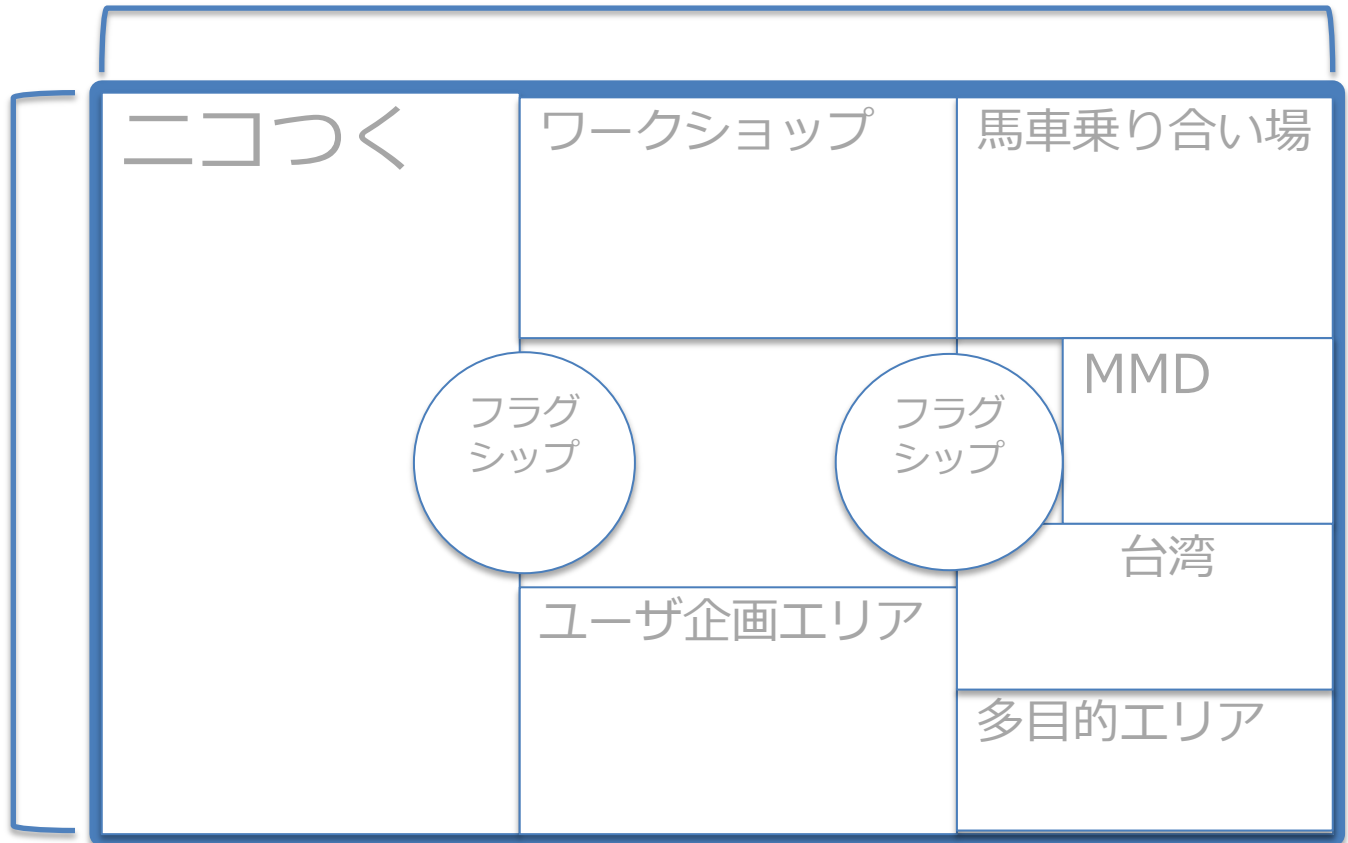 ニコつく
ワークショップ
馬車乗り合い場
MMD
フラグ
シップ
フラグ
シップ
台湾
ユーザ企画エリア
多目的エリア